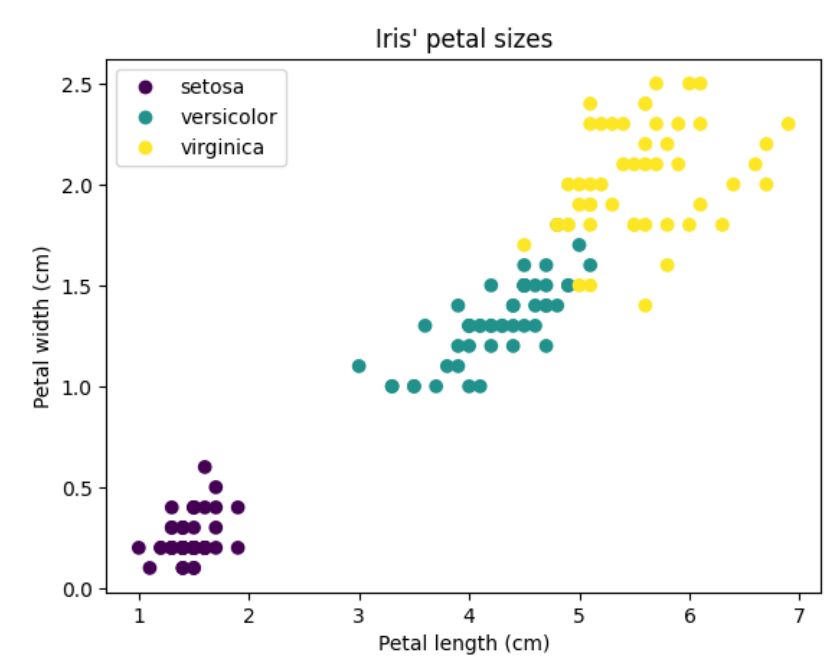 Iris' petal sizes
setosa
versicolor
virginica
2.5
2.0
1.5
1.0
0.5
0.0
Petal width (cm)
1 2 3 4 5 6 7
Petal length (cm)